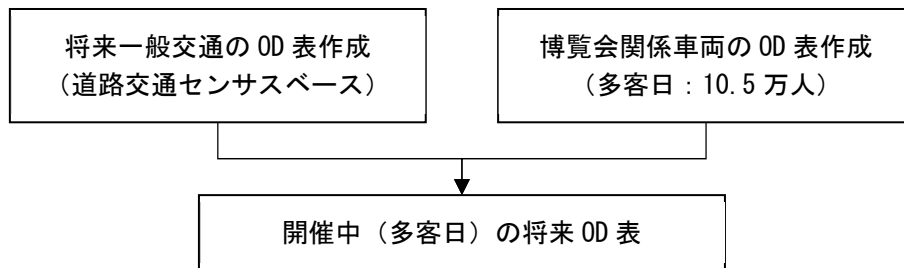 将来一般交通の OD 表作成
（道路交通センサスベース）
博覧会関係車両の OD 表作成
（多客日：10.5 万人）
開催中（多客日）の将来 OD 表